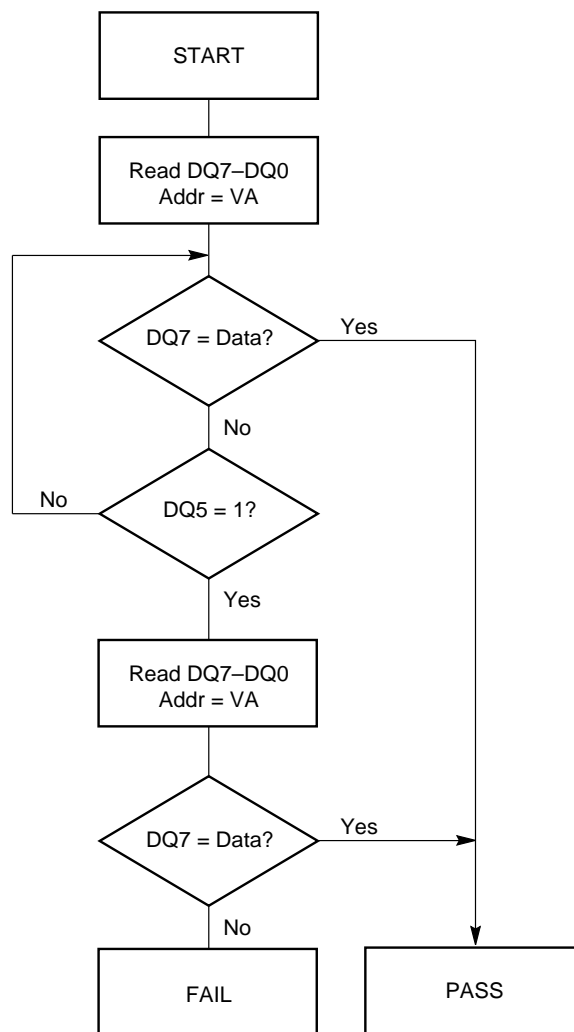 START
Read DQ7–DQ0
Addr = VA
DQ7 = Data?
Yes
No
No
DQ5 = 1?
Yes
Read DQ7–DQ0
Addr = VA
DQ7 = Data?
Yes
No
FAIL
PASS